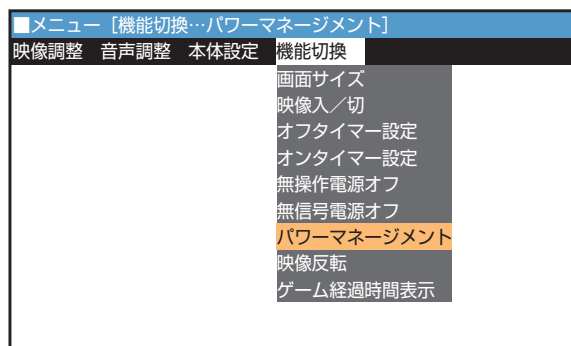 ■メニュー［機能切換…パワーマネージメント］
映像調整 音声調整 本体設定 機能切換
画面サイズ
映像入／切
オフタイマー設定
オンタイマー設定
無操作電源オフ
無信号電源オフ
パワーマネージメント
映像反転
ゲーム経過時間表示